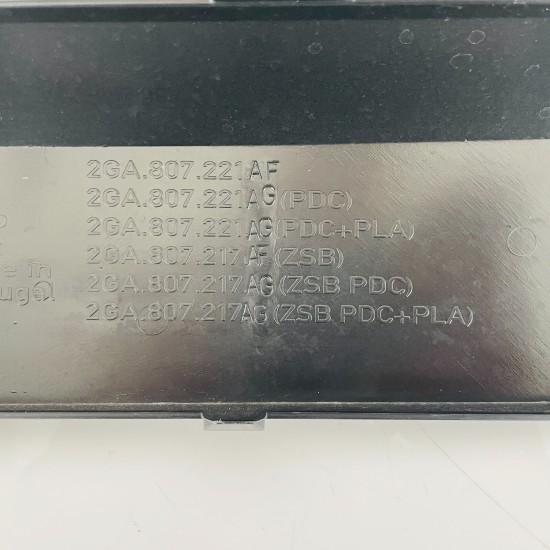 2GA.807.221AF
2GA.807.221AG(PDC)
2GA.807.221AG(PDC+PLA)
2GA.807.217AF(ZSB)
2GA.807.217AG(ZSB PDC)
2GA.807.217AG(ZSB PDC+PLA)
in